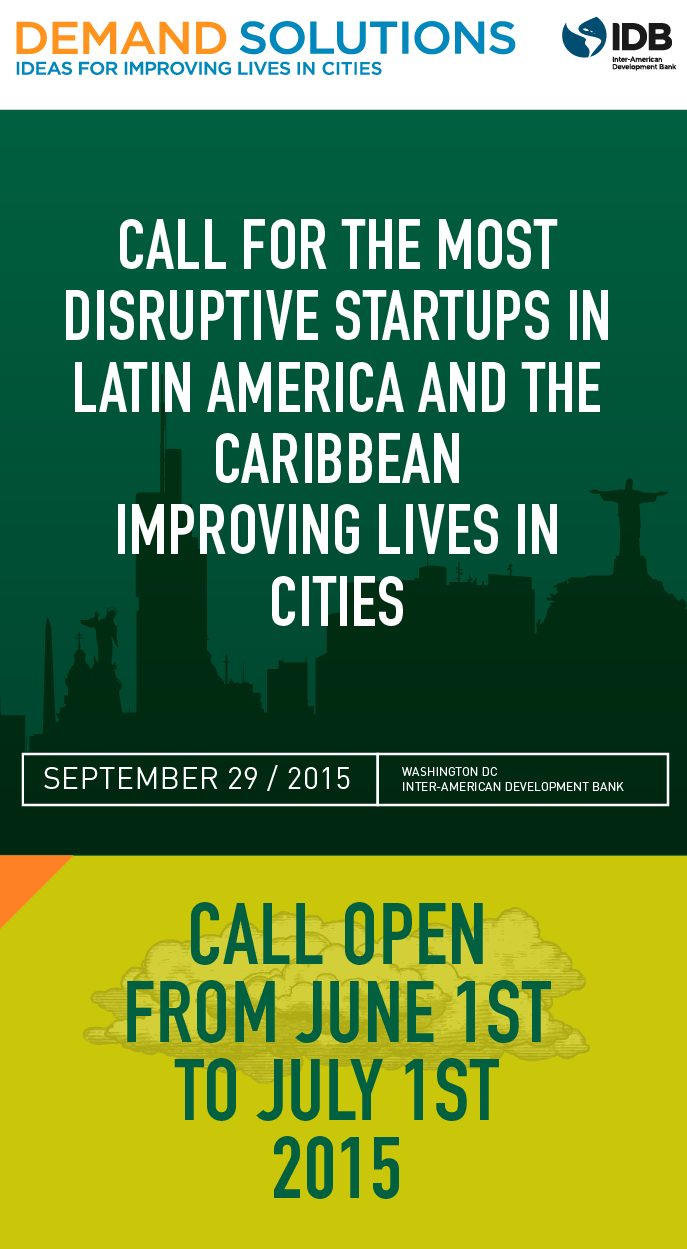 DEMAND SOLUTIONS
IDEAS FOR IMPROVING LIVES IN CITIES
IDB
Inter-American
Development Bank
CALL FOR THE MOST
DISRUPTIVE STARTUPS IN
LATIN AMERICA AND THE
CARIBBEAN
IMPROVING LIVES IN
CITIES
SEPTEMBER 29 / 2015
WASHINGTON DC
INTER-AMERICAN DEVELOPMENT BANK
CALL OPEN
FROM JUNE 1ST
TO JULY 1ST
2015